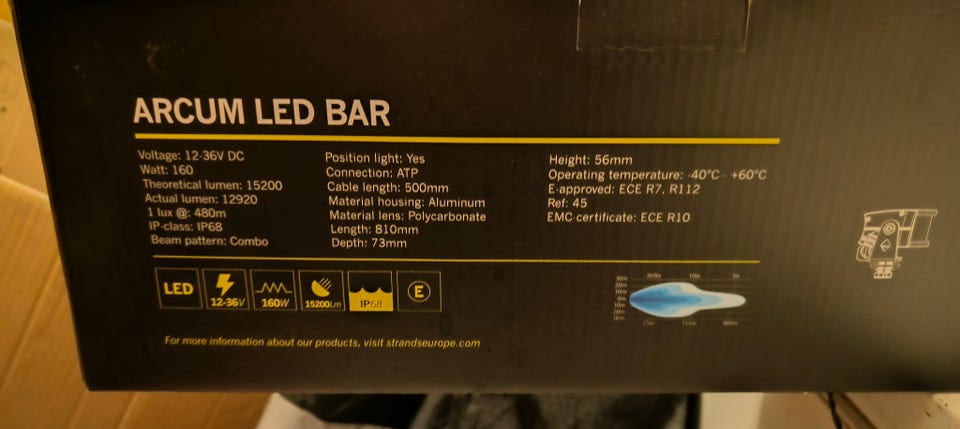 ARCUM LED BAR
Voltage: 12-36V DC
Watt: 160
Theoretical lumen: 15200
Actual lumen: 12920
1 lux @: 480m
IP-class: IP68
Beam pattern: Combo
Position light: Yes
Connection: ATP
Cable length: 500mm
Material housing: Aluminum
Material lens: Polycarbonate
Length: 810mm
Depth: 73mm
Height: 56mm
Operating temperature: -40°C - +60°C
E-approved: ECE R7, R112
Ref: 45
EMC-certificate: ECE R10
LED
12-36V
160W
15200Lm
IP68
E
For more information about our products, visit strandseurope.com